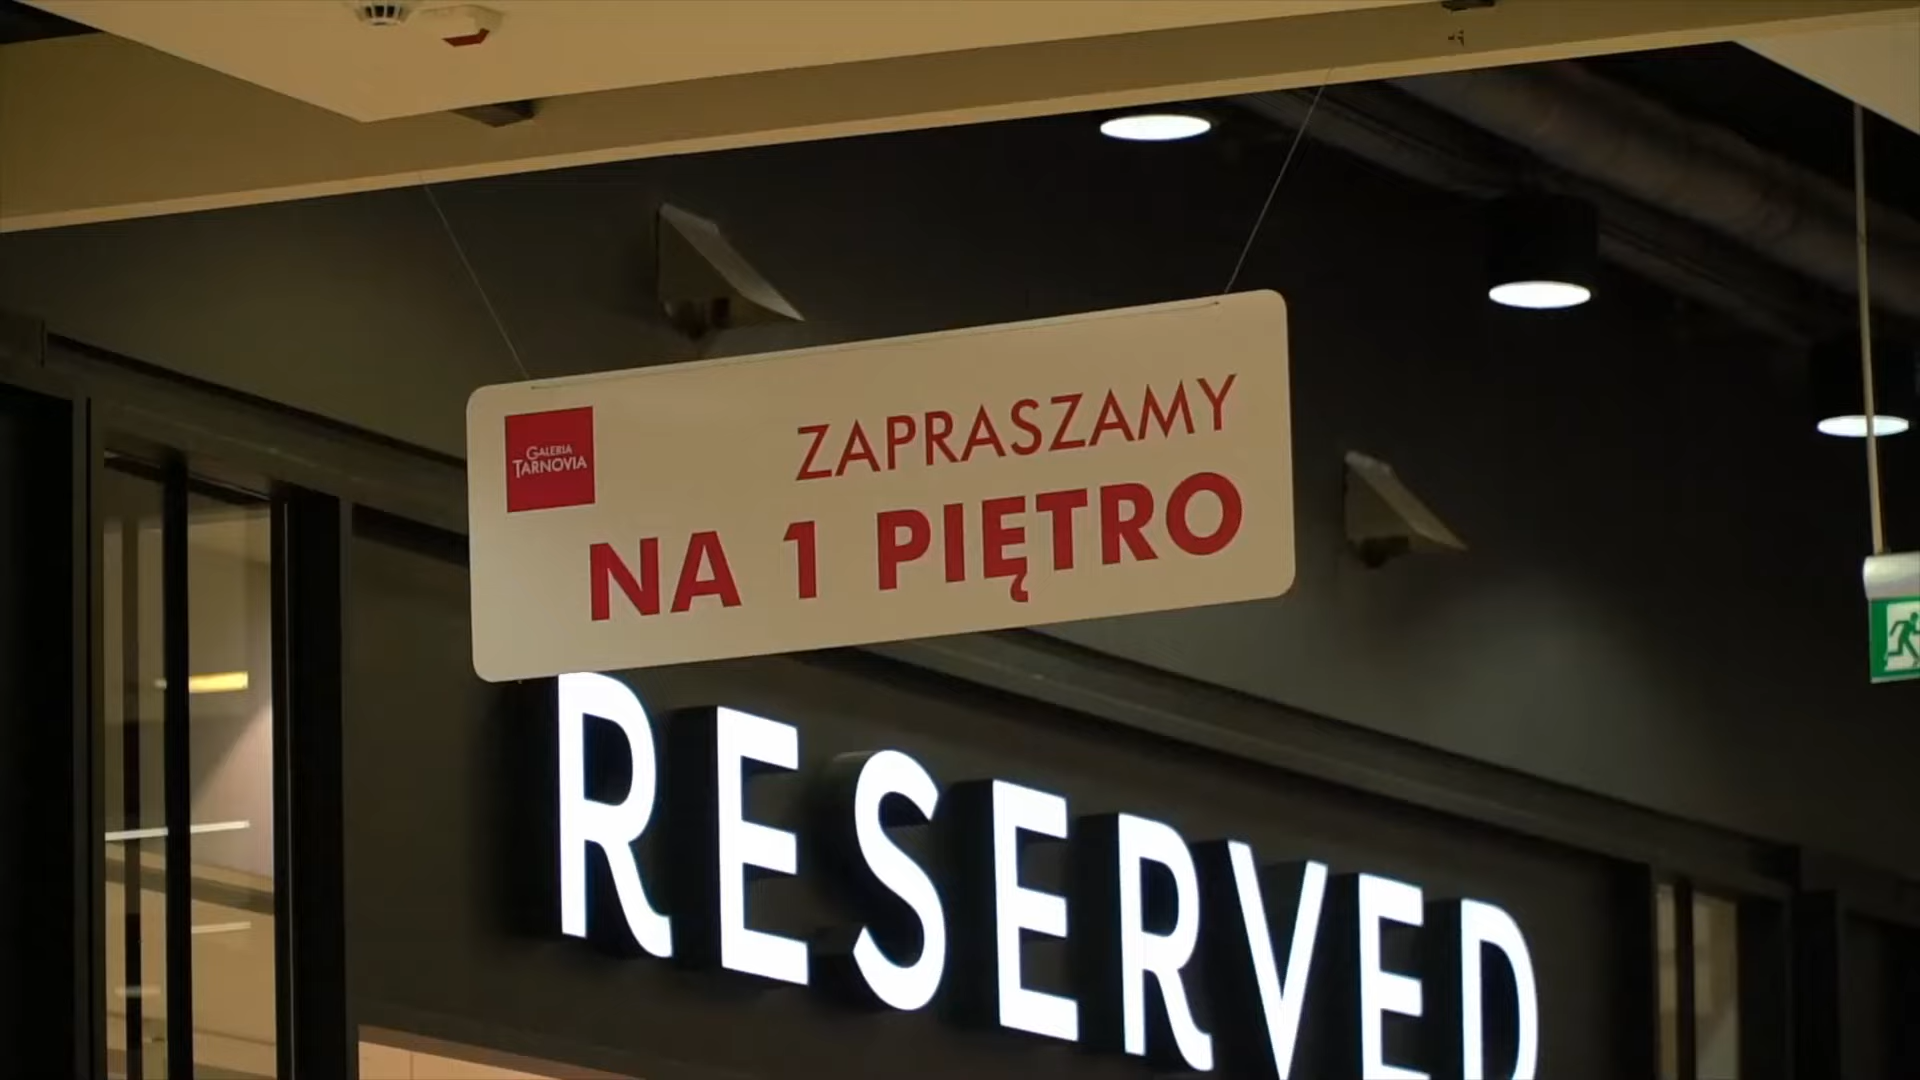 GALERIA
TARNOVIA
ZAPRASZAMY
NA 1 PIĘTRO
RESERVED